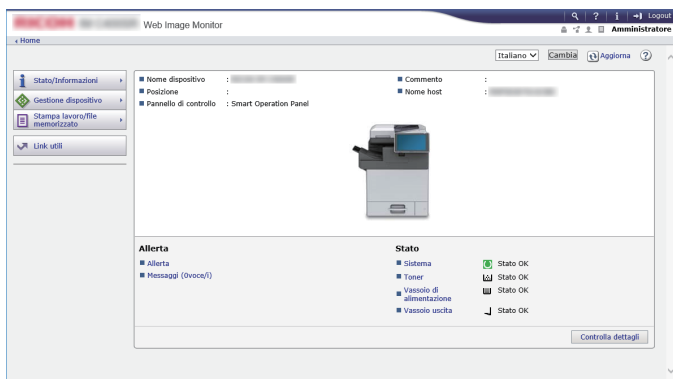 Web Image Monitor
Logout
Amministratore
Home
Italiano Cambia Aggiorna
Stato/Informazioni
Gestione dispositivo
Stampa lavoro/file
memorizzato
Link utili
Nome dispositivo :
Commento :
Posizione :
Nome host :
Pannello di controllo : Smart Operation Panel
Allerta
Allerta
Messaggi (0voce/i)
Stato
Sistema Stato OK
Toner Stato OK
Vassoio di
alimentazione Stato OK
Vassoio uscita Stato OK
Controlla dettagli